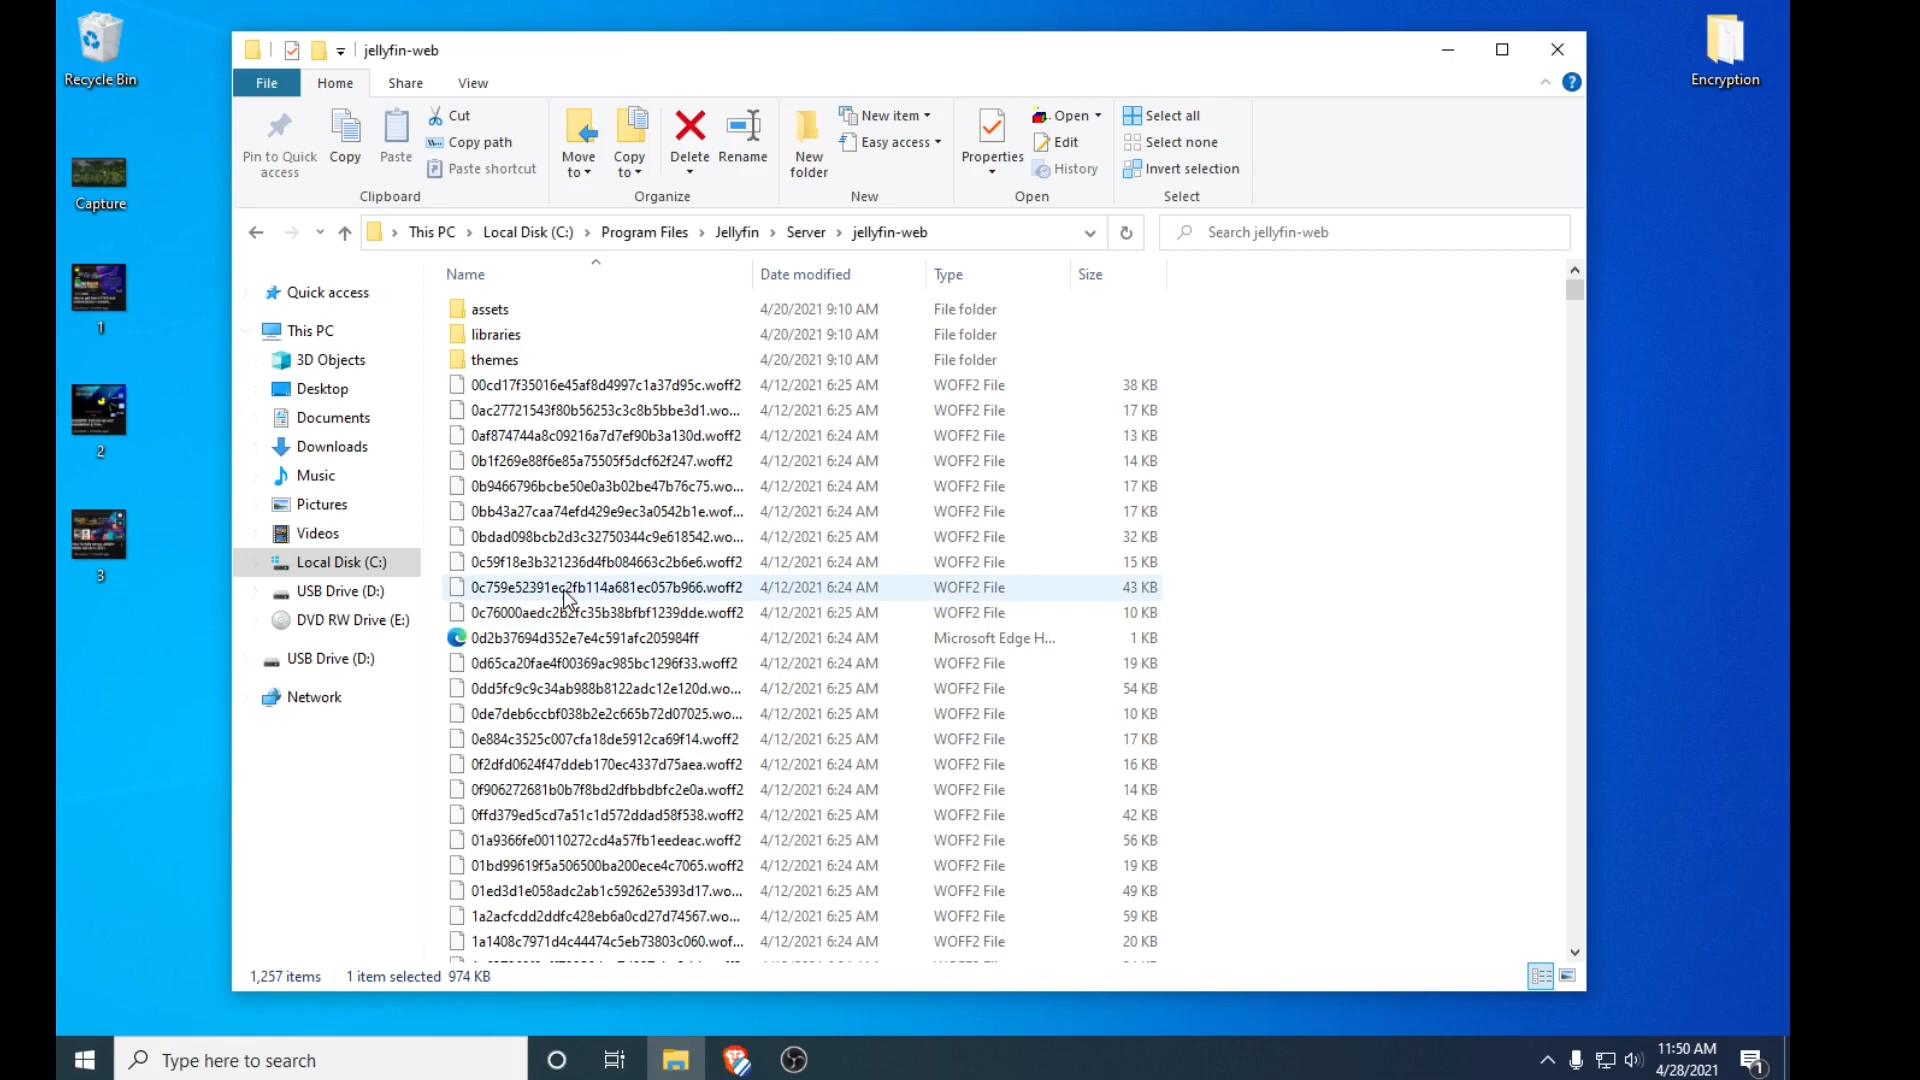 Recycle Bin
Capture
1
2
3
Encryption
jellyfin-web
File Home Share View
Pin to Quick access
Copy
Paste
Cut
Copy path
Paste shortcut
Clipboard
Move to
Copy to
Delete
Rename
Organize
New folder
New item
Easy access
New
Properties
Open
Edit
History
Open
Select all
Select none
Invert selection
Select
This PC > Local Disk (C:) > Program Files > Jellyfin > Server > jellyfin-web
Search jellyfin-web
Quick access
This PC
3D Objects
Desktop
Documents
Downloads
Music
Pictures
Videos
Local Disk (C:)
USB Drive (D:)
DVD RW Drive (E:)
USB Drive (D:)
Network
Name Date modified Type Size
assets 4/20/2021 9:10 AM File folder
libraries 4/20/2021 9:10 AM File folder
themes 4/20/2021 9:10 AM File folder
00cd17f35016e45af8d4997c1a37d95c.woff2 4/12/2021 6:25 AM WOFF2 File 38 KB
0ac27721543f80b56253c3c8b5bbe3d1.wo... 4/12/2021 6:25 AM WOFF2 File 17 KB
0af874744a8c09216a7d7ef90b3a130d.woff2 4/12/2021 6:24 AM WOFF2 File 13 KB
0b1f269e88f6e85a75505f5dcf62f247.woff2 4/12/2021 6:24 AM WOFF2 File 14 KB
0b9466796bcbe50e0a3b02be47b76c75.wo... 4/12/2021 6:24 AM WOFF2 File 17 KB
0bb43a27caa74efd429e9ec3a0542b1e.wof... 4/12/2021 6:24 AM WOFF2 File 17 KB
0bdad098bcb2d3c32750344c9e618542.wo... 4/12/2021 6:25 AM WOFF2 File 32 KB
0c59f18e3b321236d4fb084663c2b6e6.woff2 4/12/2021 6:24 AM WOFF2 File 15 KB
0c759e52391ec2fb114a681ec057b966.woff2 4/12/2021 6:24 AM WOFF2 File 43 KB
4/12/2021 6:25 AM WOFF2 File 10 KB
0d2b37694d352e7e4c591afc205984ff 4/12/2021 6:24 AM Microsoft Edge H... 1 KB
0d65ca20fae4f00369ac985bc1296f33.woff2 4/12/2021 6:24 AM WOFF2 File 19 KB
0dd5fc9c9c34ab988b8122adc12e120d.wo... 4/12/2021 6:25 AM WOFF2 File 54 KB
0de7deb6ccbf038b2e2c665b72d07025.wo... 4/12/2021 6:25 AM WOFF2 File 10 KB
0e884c3525c007cfa18de5912ca69f14.woff2 4/12/2021 6:25 AM WOFF2 File 17 KB
0f2dfd0624f47ddeb170ec4337d75aea.woff2 4/12/2021 6:24 AM WOFF2 File 16 KB
0f906272681b0b7f8bd2dfbbdbfc2e0a.woff2 4/12/2021 6:24 AM WOFF2 File 14 KB
0ffd379ed5cd7a51c1d572ddad58f538.woff2 4/12/2021 6:25 AM WOFF2 File 42 KB
01a9366fe00110272cd4a57fb1eedeac.woff2 4/12/2021 6:25 AM WOFF2 File 56 KB
01bd99619f5a506500ba200ece4c7065.woff2 4/12/2021 6:24 AM WOFF2 File 19 KB
01ed3d1e058adc2ab1c59262e5393d17.wo... 4/12/2021 6:25 AM WOFF2 File 49 KB
1a2acfcdd2ddfc428eb6a0cd27d74567.wo... 4/12/2021 6:25 AM WOFF2 File 59 KB
1a1408c7971d4c44474c5eb73803c060.wof... 4/12/2021 6:24 AM WOFF2 File 20 KB
1,257 items 1 item selected 974 KB
Type here to search
11:50 AM
4/28/2021
1